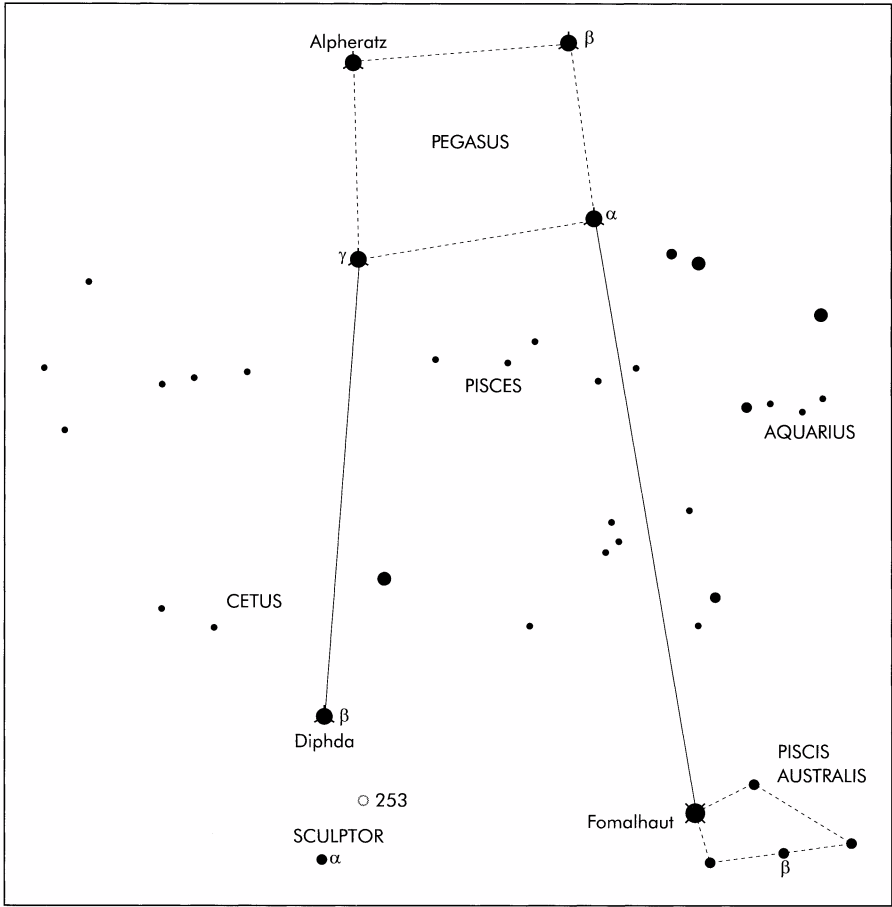 Alpheratz
β
PEGASUS
α
γ
PISCES
AQUARIUS
CETUS
β
Diphda
PISCIS
AUSTRALIS
253
Fomalhaut
SCULPTOR
α
β